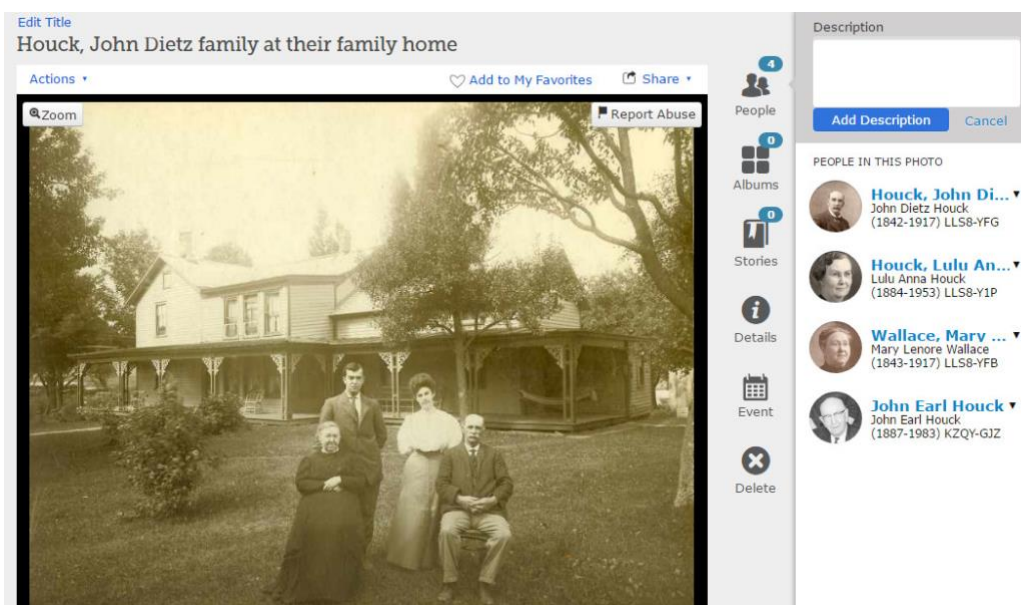 Edit Title
Houck, John Dietz family at their family home
Actions
Add to My Favorites
Share
Zoom
Report Abuse
4
People
0
Albums
0
Stories
Details
Event
Delete
Description
Add Description
Cancel
PEOPLE IN THIS PHOTO
Houck, John Di...
John Dietz Houck
(1842-1917) LLS8-YFG
Houck, Lulu An...
Lulu Anna Houck
(1884-1953) LLS8-Y1P
Wallace, Mary ...
Mary Lenore Wallace
(1843-1917) LLS8-YFB
John Earl Houck
John Earl Houck
(1887-1983) KZQY-GJZ